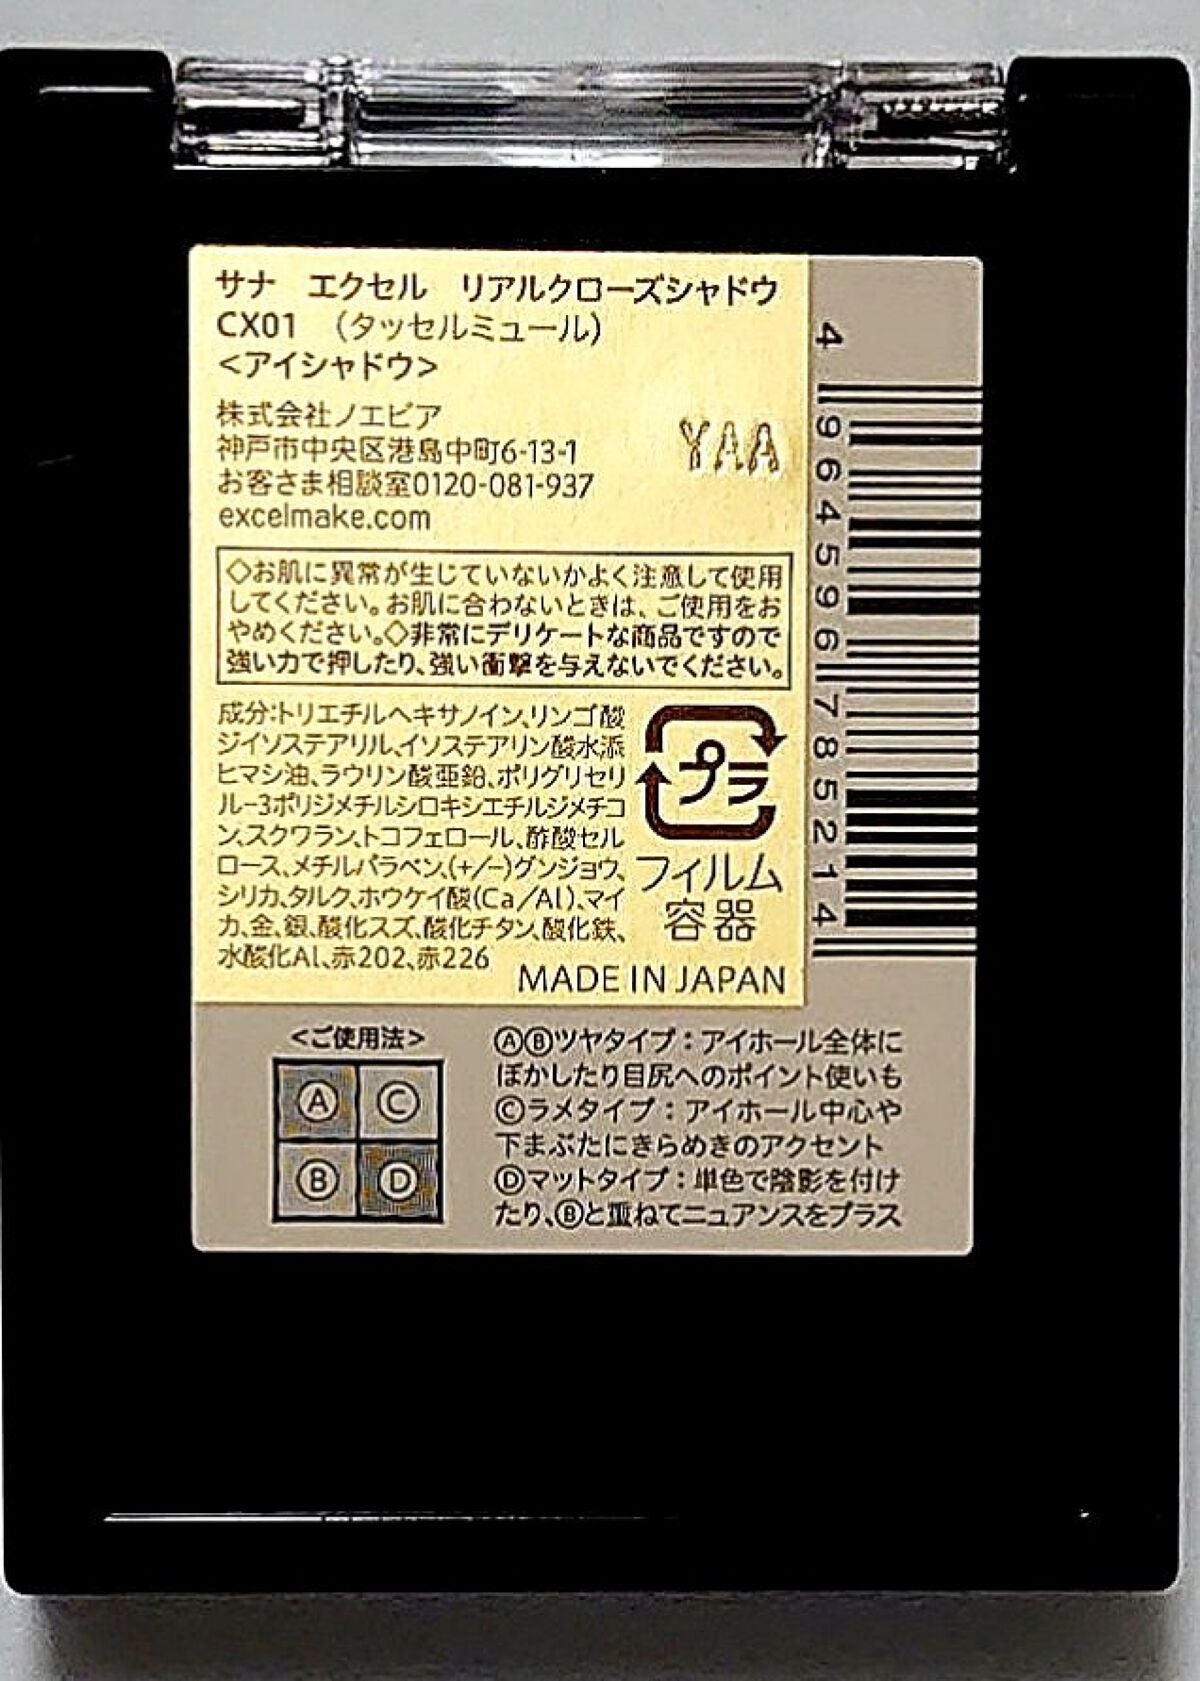 サナ　エクセル　リアルクローズシャドウ
CX01　（タッセルミュール）
<アイシャドウ>
株式会社ノエビア
神戸市中央区港島中町6-13-1
お客さま相談室0120-081-937
excelmake.com
YAA
◇お肌に異常が生じていないかよく注意して使用
してください。お肌に合わないときは、ご使用をお
やめください。◇非常にデリケートな商品ですので
強い力で押したり、強い衝撃を与えないでください。
成分:トリエチルヘキサノイン、リンゴ酸
ジイソステアリル、イソステアリン酸水添
ヒマシ油、ラウリン酸亜鉛、ポリグリセリ
ル-3ポリジメチルシロキシエチルジメチコ
ン、スクワラン、トコフェロール、酢酸セル
ロース、メチルパラベン、(+/-)グンジョウ、
シリカ、タルク、ホウケイ酸(Ca/Al)、マイ
カ、金、銀、酸化スズ、酸化チタン、酸化鉄、
水酸化Al、赤202、赤226
プラ
フィルム
容器
MADE IN JAPAN
4 964596 785214
<ご使用法>
Ⓐ Ⓒ
Ⓑ Ⓓ
ⒶⒷツヤタイプ：アイホール全体に
ぼかしたり目尻へのポイント使いも
Ⓒラメタイプ：アイホール中心や
下まぶたにきらめきのアクセント
Ⓓマットタイプ：単色で陰影を付け
たり、Ⓑと重ねてニュアンスをプラス